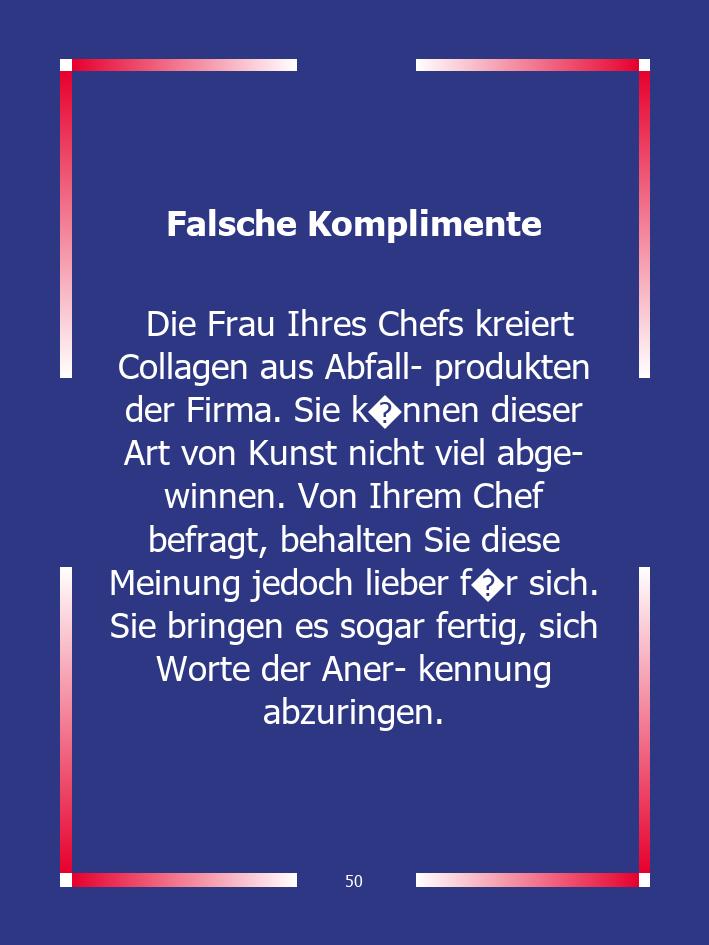 Falsche Komplimente
Die Frau Ihres Chefs kreiert
Collagen aus Abfall- produkten
der Firma. Sie k�nnen dieser
Art von Kunst nicht viel abge-
winnen. Von Ihrem Chef
befragt, behalten Sie diese
Meinung jedoch lieber f�r sich.
Sie bringen es sogar fertig, sich
Worte der Aner- kennung
abzuringen.
50